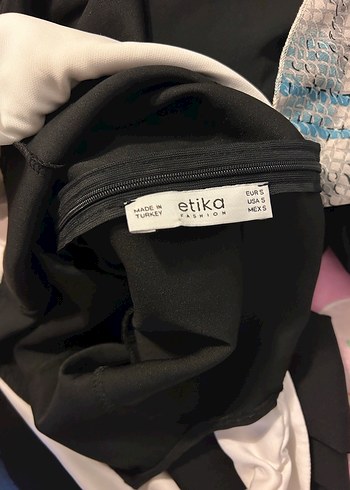 MADE IN
TURKEY
etika
FASHION
EUR S
USA S
MEX S